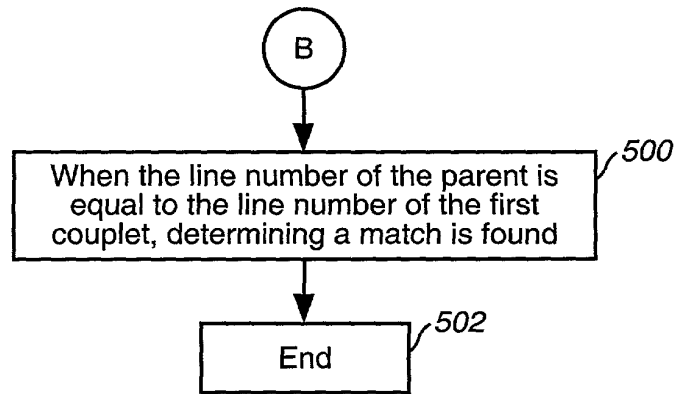 B
500
When the line number of the parent is
equal to the line number of the first
couplet, determining a match is found
502
End